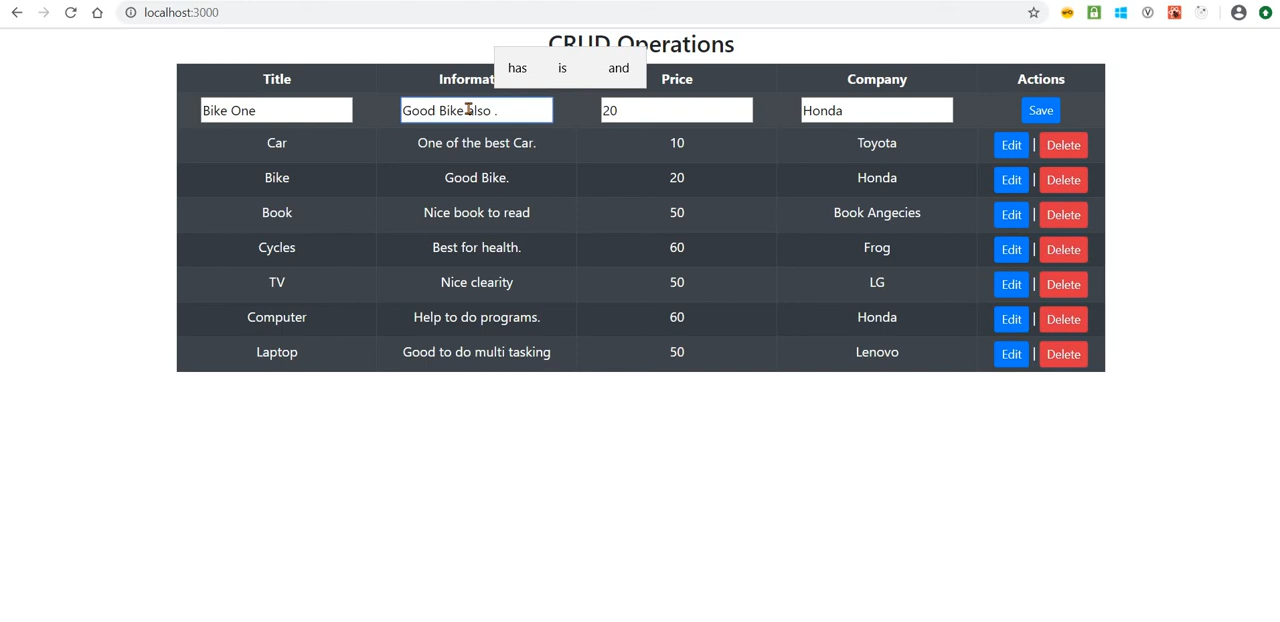 localhost:3000
CRUD Operations
has is and
Title Informat Price Company Actions
Bike One Good Bike also . 20 Honda Save
Car One of the best Car. 10 Toyota Edit | Delete
Bike Good Bike. 20 Honda Edit | Delete
Book Nice book to read 50 Book Angecies Edit | Delete
Cycles Best for health. 60 Frog Edit | Delete
TV Nice clearity 50 LG Edit | Delete
Computer Help to do programs. 60 Honda Edit | Delete
Laptop Good to do multi tasking 50 Lenovo Edit | Delete